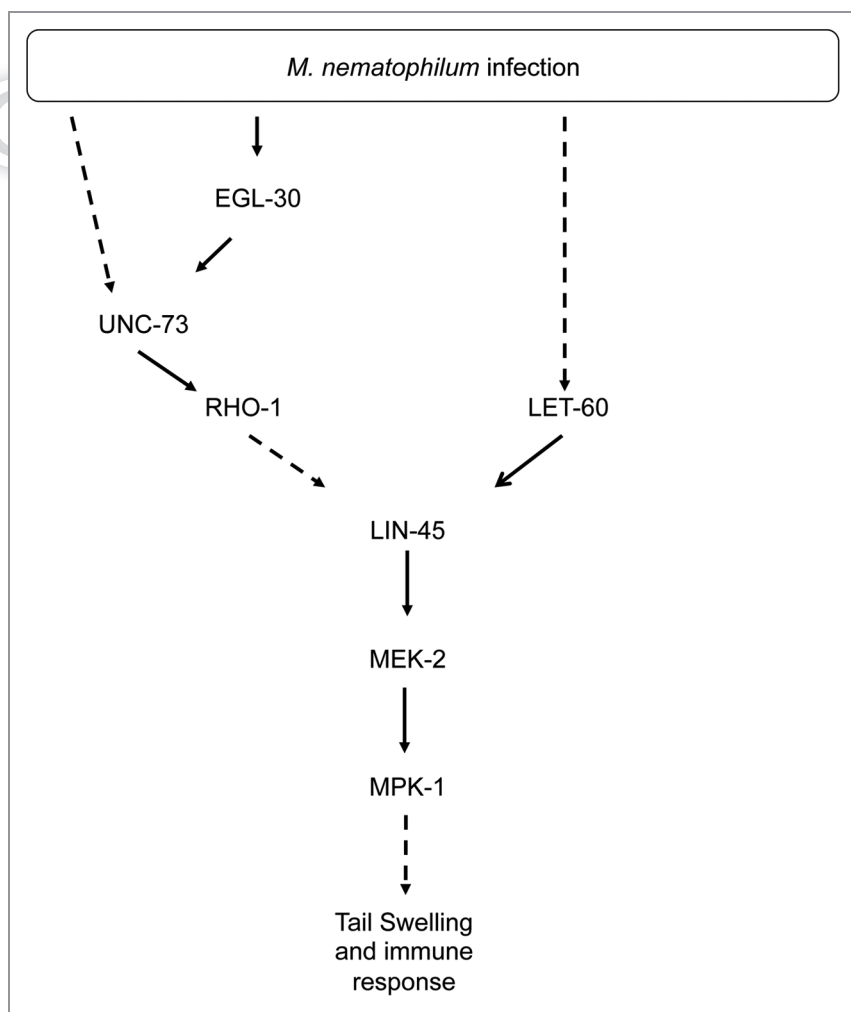 M. nematophilum infection
EGL-30
UNC-73
RHO-1
LET-60
LIN-45
MEK-2
MPK-1
Tail Swelling
and immune
response